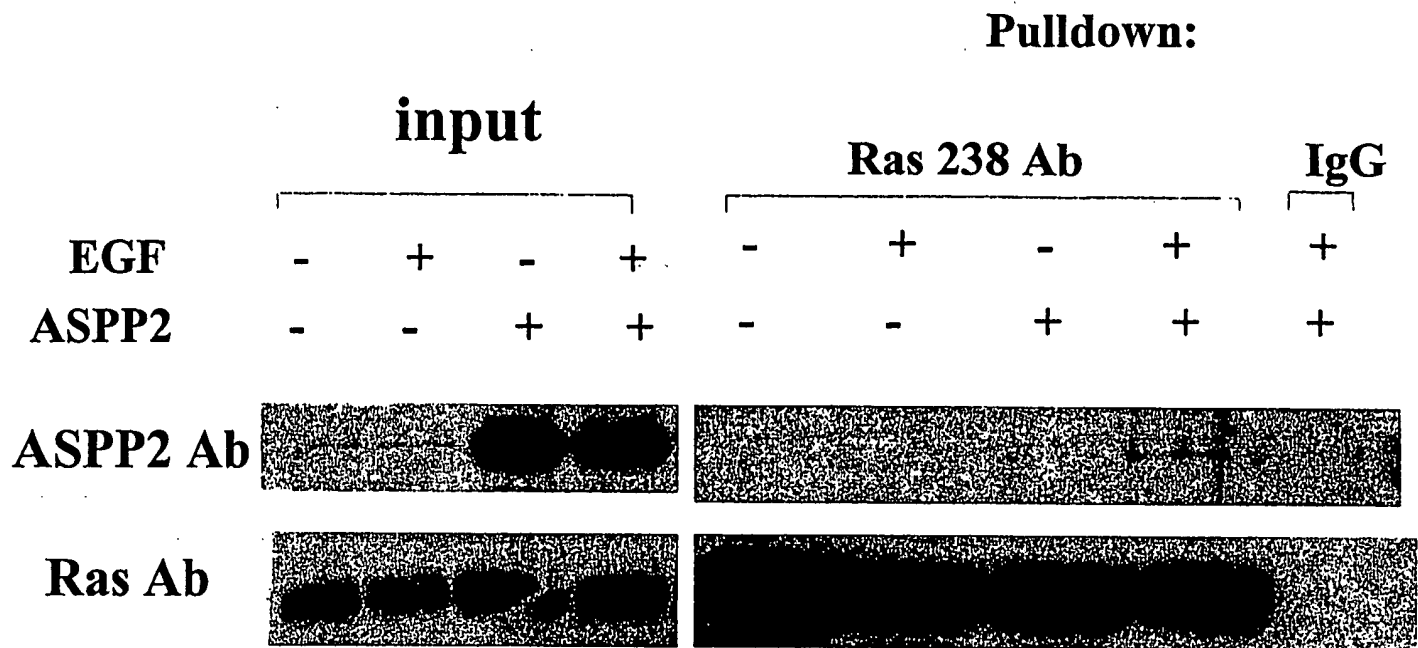 Pulldown:
input
Ras 238 Ab IgG
EGF - + - + - + - + +
ASPP2 - - + + - - + + +
ASPP2 Ab
Ras Ab